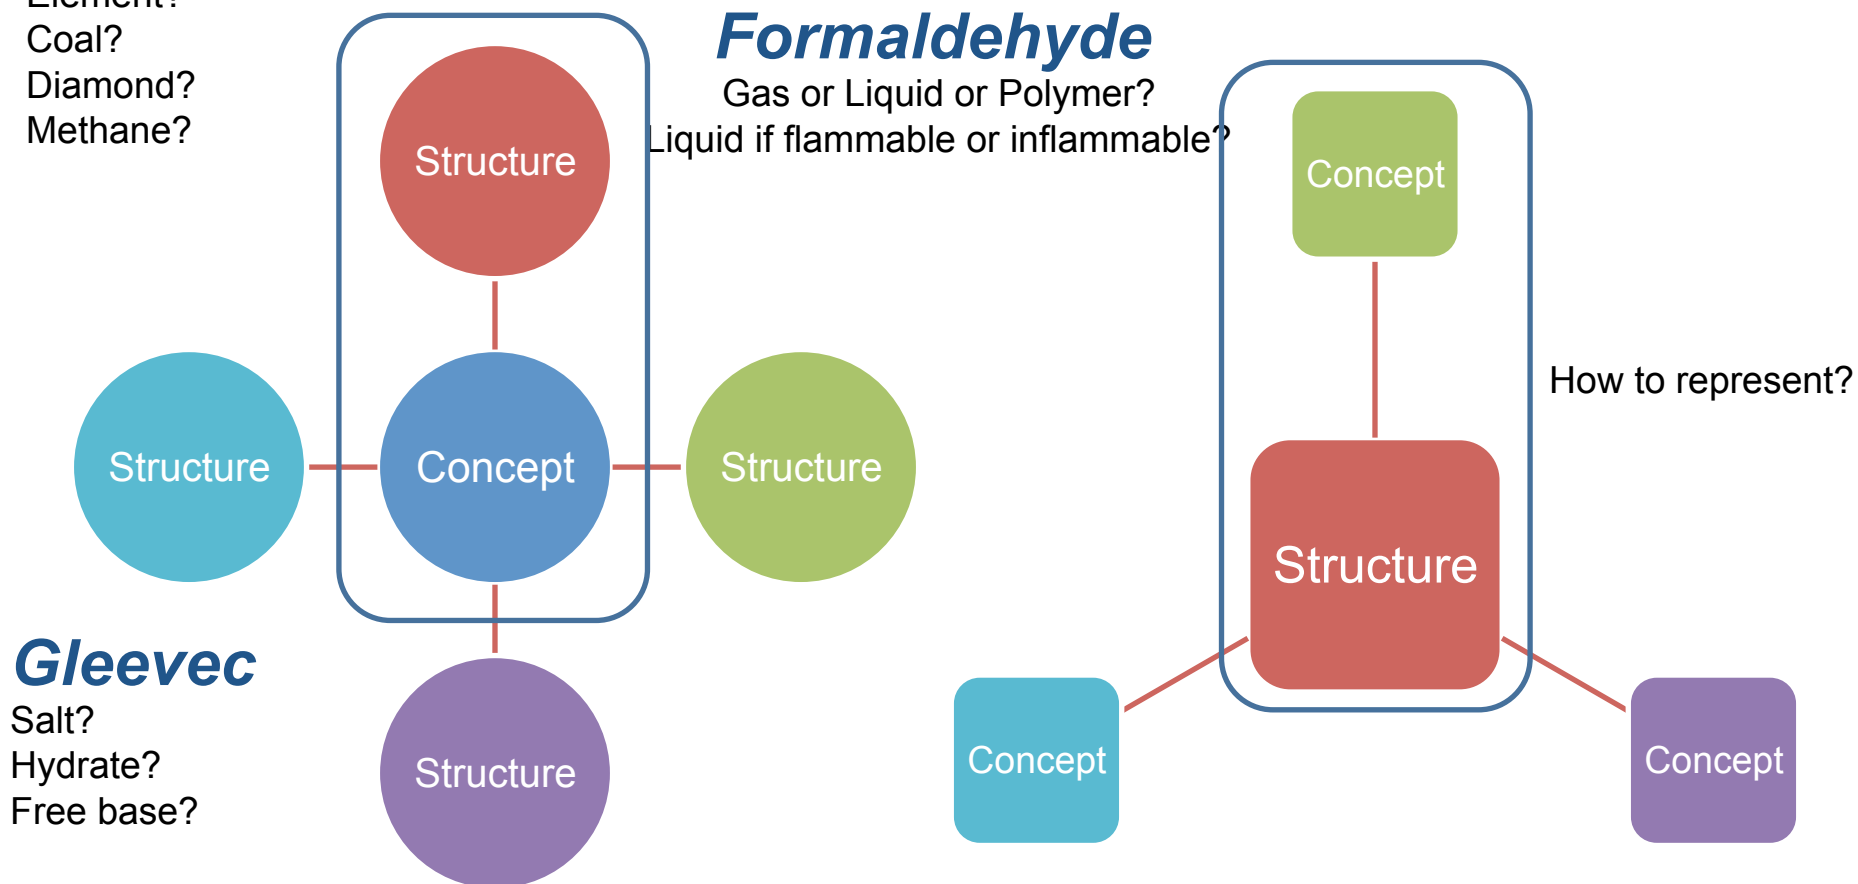 Element?
Coal?
Diamond?
Methane?
Formaldehyde
Gas or Liquid or Polymer?
Liquid if flammable or inflammable?
Structure
Structure
Concept
Structure
Structure
Gleevec
Salt?
Hydrate?
Free base?
Concept
How to represent?
Structure
Concept
Concept